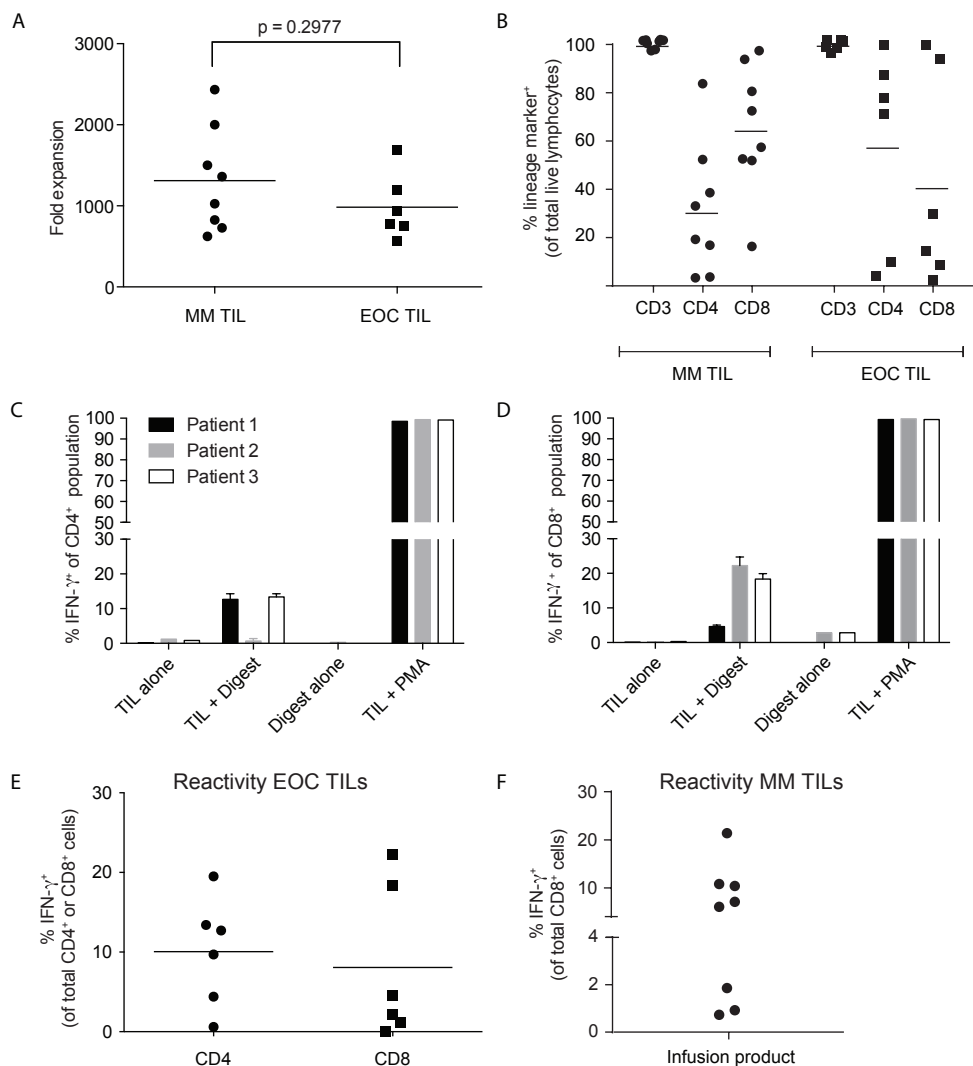 A
p = 0.2977
3000
2000
1000
0
Fold expansion
MM TIL
EOC TIL
B
100
80
60
40
20
% lineage marker+
(of total live lymphccytes)
CD3
CD4
CD8
CD3
CD4
CD8
MM TIL
EOC TIL
C
100
90
80
70
60
50
30
20
10
0
% IFN-γ+ of CD4+ population
Patient 1
Patient 2
Patient 3
TIL alone
TIL + Digest
Digest alone
TIL + PMA
D
100
90
80
70
60
50
30
20
10
0
% IFN-γ+ of CD8+ population
TIL alone
TIL + Digest
Digest alone
TIL + PMA
E
Reactivity EOC TILs
30
20
10
0
% IFN-γ+
(of total CD4+ or CD8+ cells)
CD4
CD8
F
Reactivity MM TILs
30
20
10
4
2
0
% IFN-γ+
(of total CD8+ cells)
Infusion product